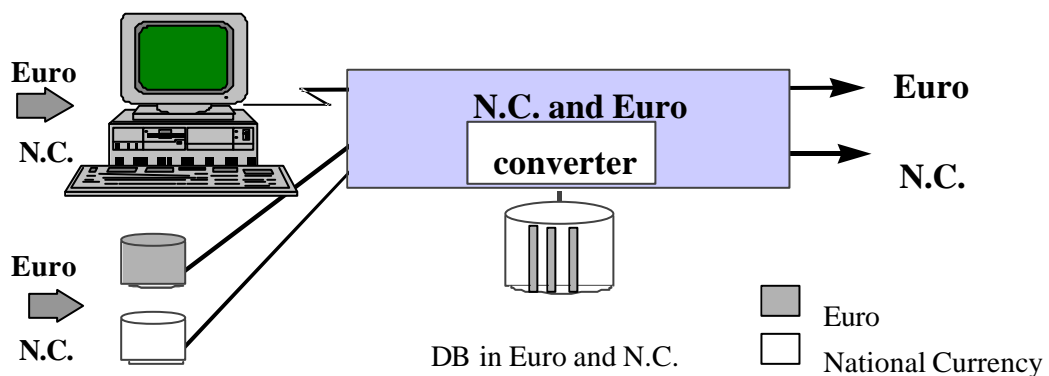 Euro
N.C.
N.C. and Euro
converter
Euro
N.C.
Euro
N.C.
DB in Euro and N.C.
Euro
National Currency